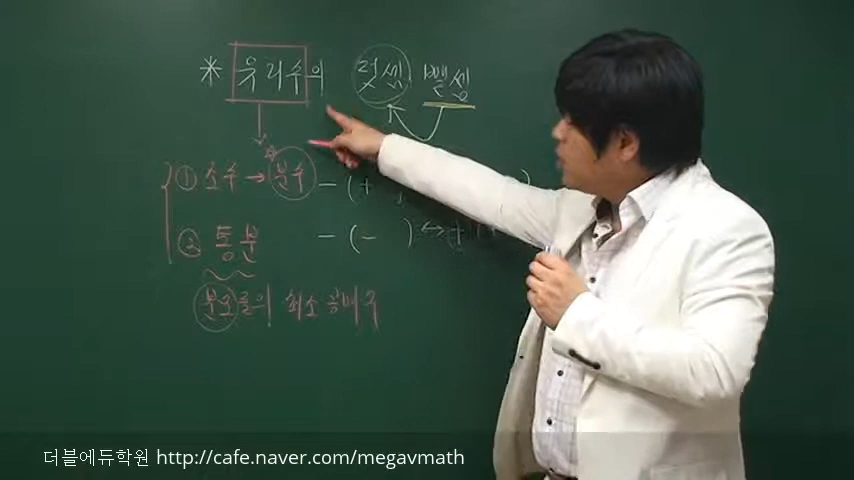 * 유리수의 덧셈 뺄셈
① 소수 → 분수 - (+ )
② 통분 - (- ) ↔ +
분모들의 최소공배수
더블에듀학원 http://cafe.naver.com/megavmath